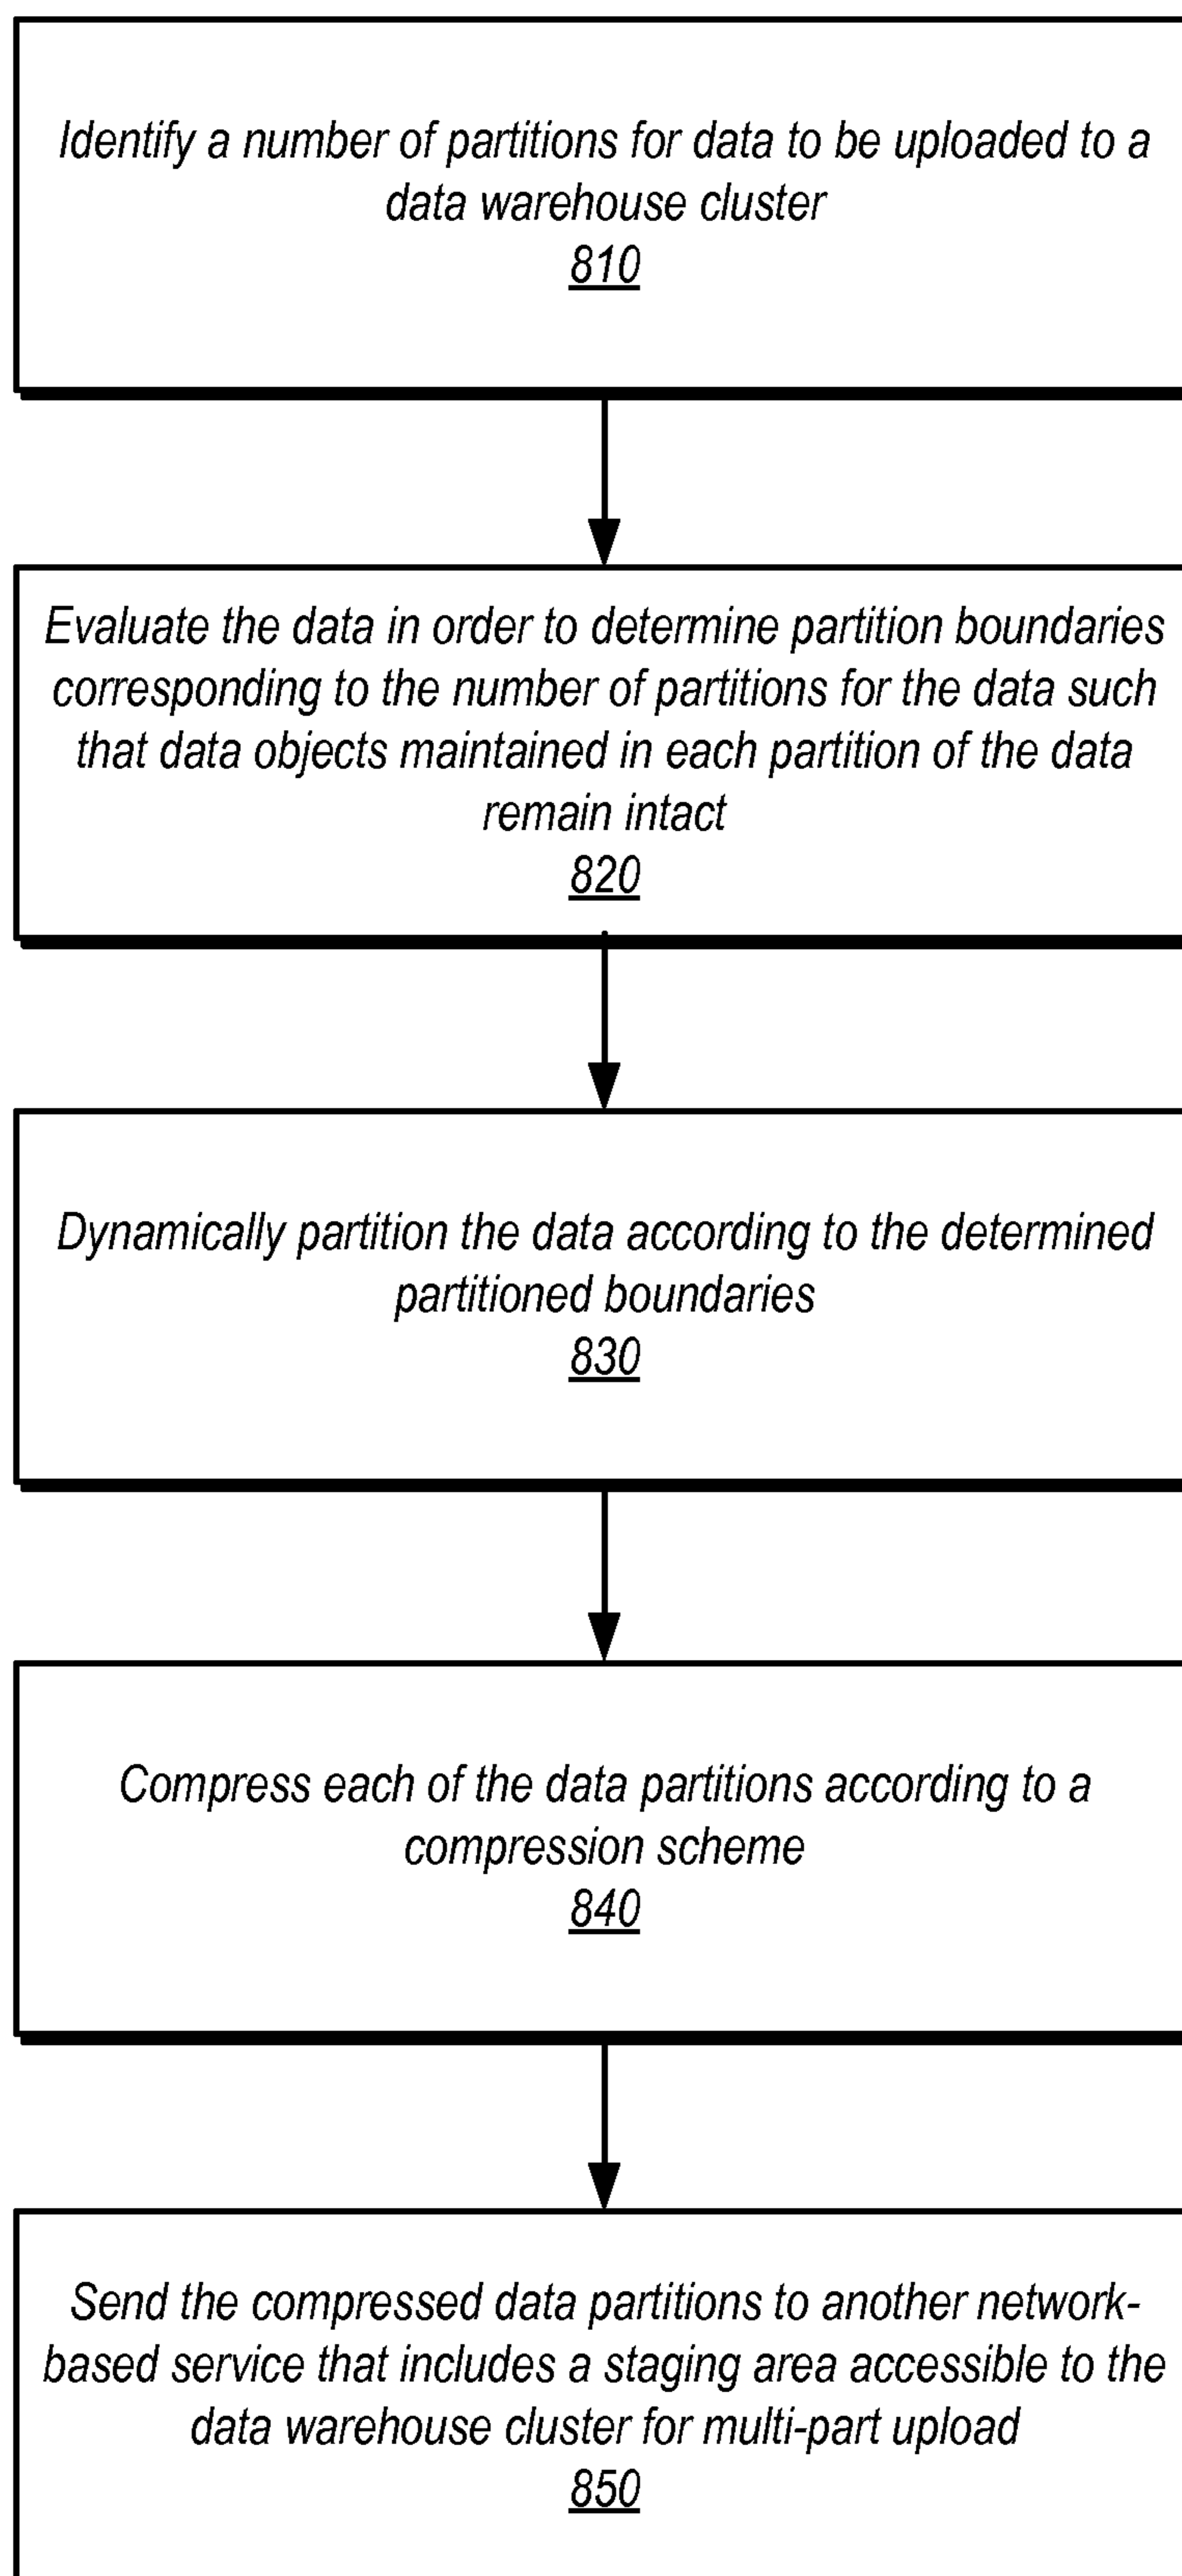 Identify a number of partitions for data to be uploaded to a
data warehouse cluster
810
Evaluate the data in order to determine partition boundaries
corresponding to the number of partitions for the data such
that data objects maintained in each partition of the data
remain intact
820
Dynamically partition the data according to the determined
partitioned boundaries
830
Compress each of the data partitions according to a
compression scheme
840
Send the compressed data partitions to another network-
based service that includes a staging area accessible to the
data warehouse cluster for multi-part upload
850